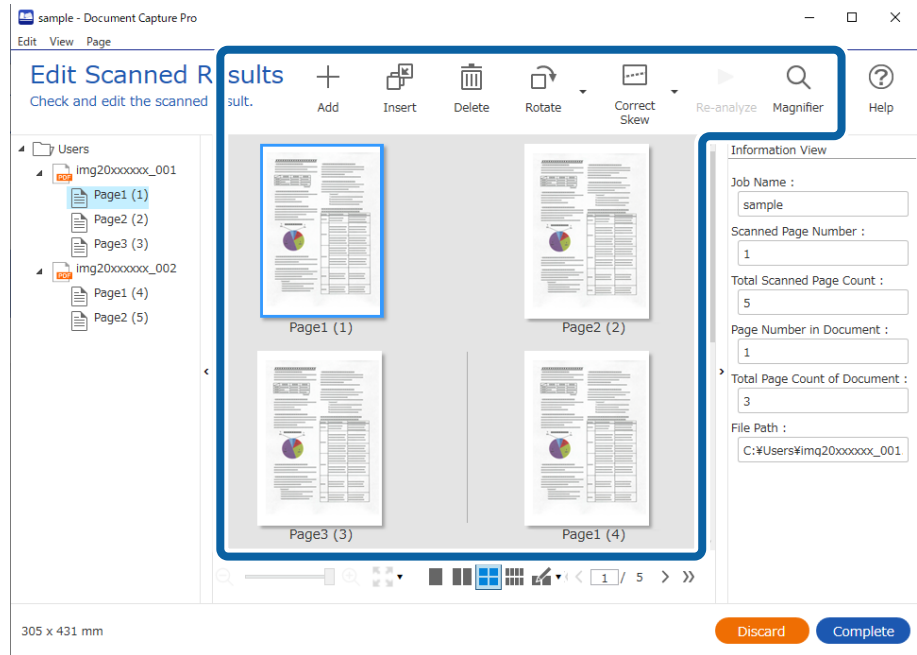 sample - Document Capture Pro
Edit View Page
Edit Scanned R sults
Check and edit the scanned sult.
Add
Insert
Delete
Rotate
Correct
Skew
Re-analyze
Magnifier
Help
Users
PDF img20xxxxxx_001
Page1 (1)
Page2 (2)
Page3 (3)
PDF img20xxxxxx_002
Page1 (4)
Page2 (5)
Page1 (1)
Page2 (2)
Page3 (3)
Page1 (4)
Information View
Job Name :
sample
Scanned Page Number :
1
Total Scanned Page Count :
5
Page Number in Document :
1
Total Page Count of Document :
3
File Path :
C:¥Users¥img20xxxxxx_001
1 / 5
305 x 431 mm
Discard
Complete